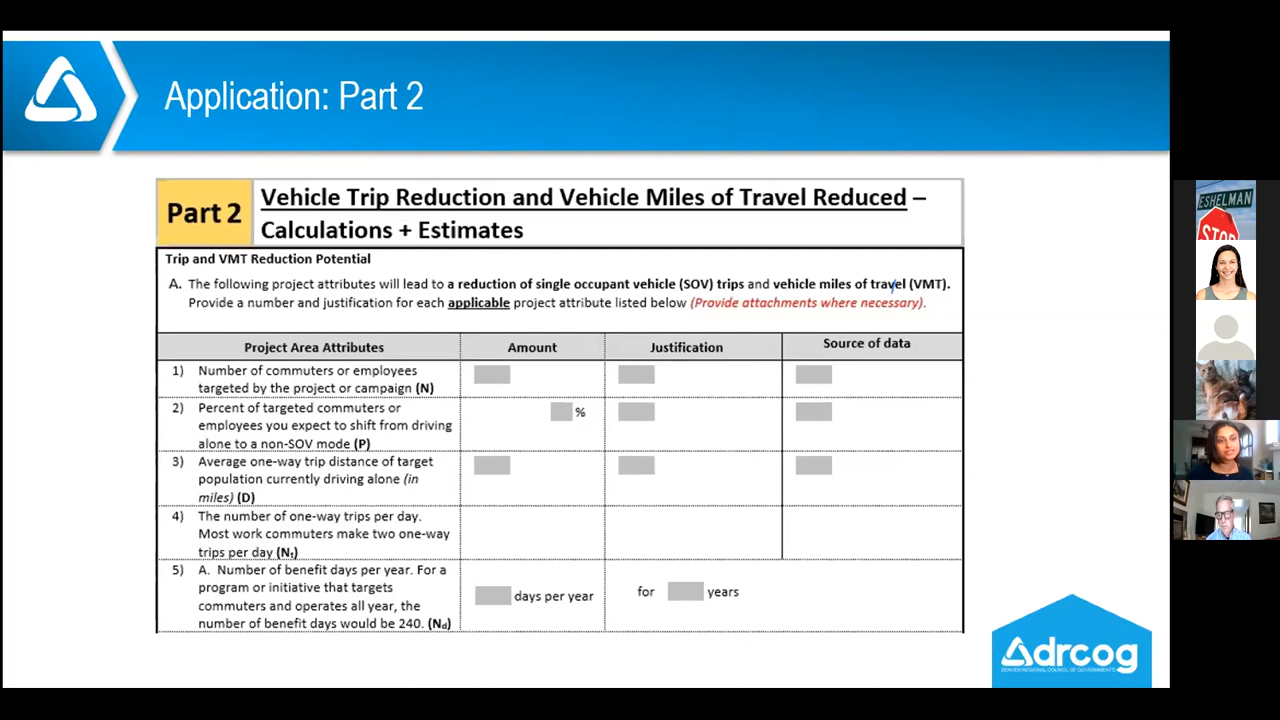 Application: Part 2
Part 2
Vehicle Trip Reduction and Vehicle Miles of Travel Reduced –
Calculations + Estimates
Trip and VMT Reduction Potential
A. The following project attributes will lead to a reduction of single occupant vehicle (SOV) trips and vehicle miles of travel (VMT).
Provide a number and justification for each applicable project attribute listed below (Provide attachments where necessary).
Project Area Attributes
Amount
Justification
Source of data
1) Number of commuters or employees
targeted by the project or campaign (N)
2) Percent of targeted commuters or
employees you expect to shift from driving
alone to a non-SOV mode (P)
%
3) Average one-way trip distance of target
population currently driving alone (in
miles) (D)
4) The number of one-way trips per day.
Most work commuters make two one-way
trips per day (Nt)
5) A. Number of benefit days per year. For a
program or initiative that targets
commuters and operates all year, the
number of benefit days would be 240. (Nd)
days per year
for
years
drcog
DENVER REGIONAL COUNCIL OF GOVERNMENTS
ESHELMAN
STOP